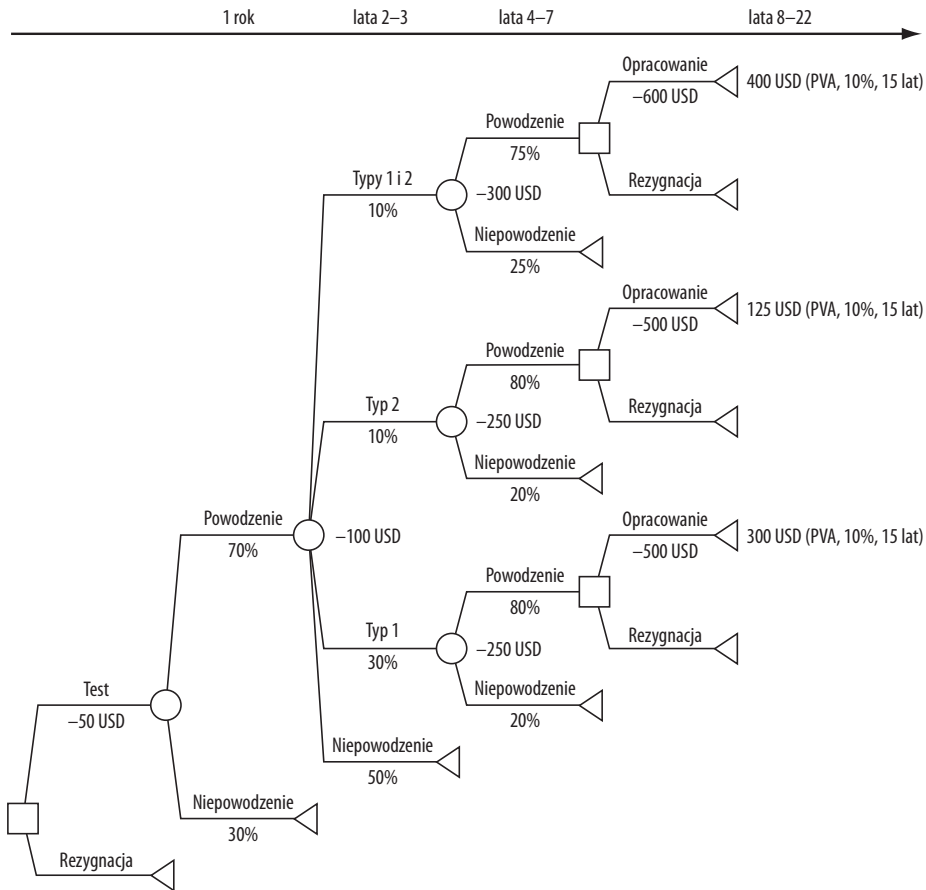 1 rok
lata 2–3
lata 4–7
lata 8–22
Opracowanie
–600 USD
400 USD (PVA, 10%, 15 lat)
Powodzenie
75%
Rezygnacja
Typy 1 i 2
10%
–300 USD
Niepowodzenie
25%
Opracowanie
–500 USD
125 USD (PVA, 10%, 15 lat)
Powodzenie
80%
Rezygnacja
Typ 2
10%
–250 USD
Niepowodzenie
20%
Powodzenie
70%
–100 USD
Opracowanie
–500 USD
300 USD (PVA, 10%, 15 lat)
Powodzenie
80%
Rezygnacja
Typ 1
30%
–250 USD
Niepowodzenie
20%
Test
–50 USD
Niepowodzenie
50%
Niepowodzenie
30%
Rezygnacja